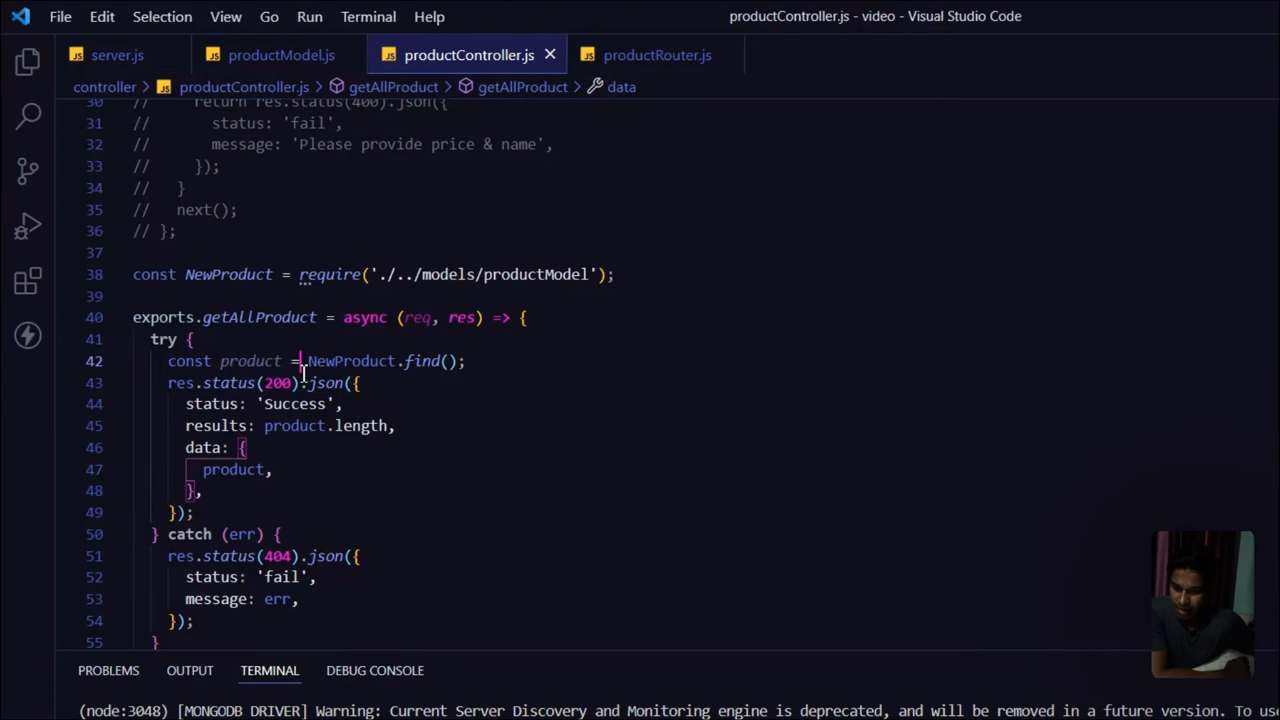 File Edit Selection View Go Run Terminal Help productController.js - video - Visual Studio Code
JS server.js JS productModel.js JS productController.js JS productRouter.js
controller > JS productController.js > getAllProduct > getAllProduct > data
30 // return res.status(400).json({
31 // status: 'fail',
32 // message: 'Please provide price & name',
33 // });
34 // }
35 // next();
36 // };
37
38 const NewProduct = require('./../models/productModel');
39
40 exports.getAllProduct = async (req, res) => {
41 try {
42 const product = NewProduct.find();
43 res.status(200).json({
44 status: 'Success',
45 results: product.length,
46 data: {
47 product,
48 },
49 });
50 } catch (err) {
51 res.status(404).json({
52 status: 'fail',
53 message: err,
54 });
55 }
PROBLEMS OUTPUT TERMINAL DEBUG CONSOLE
(node:3048) [MONGODB DRIVER] Warning: Current Server Discovery and Monitoring engine is deprecated, and will be removed in a future version. To use